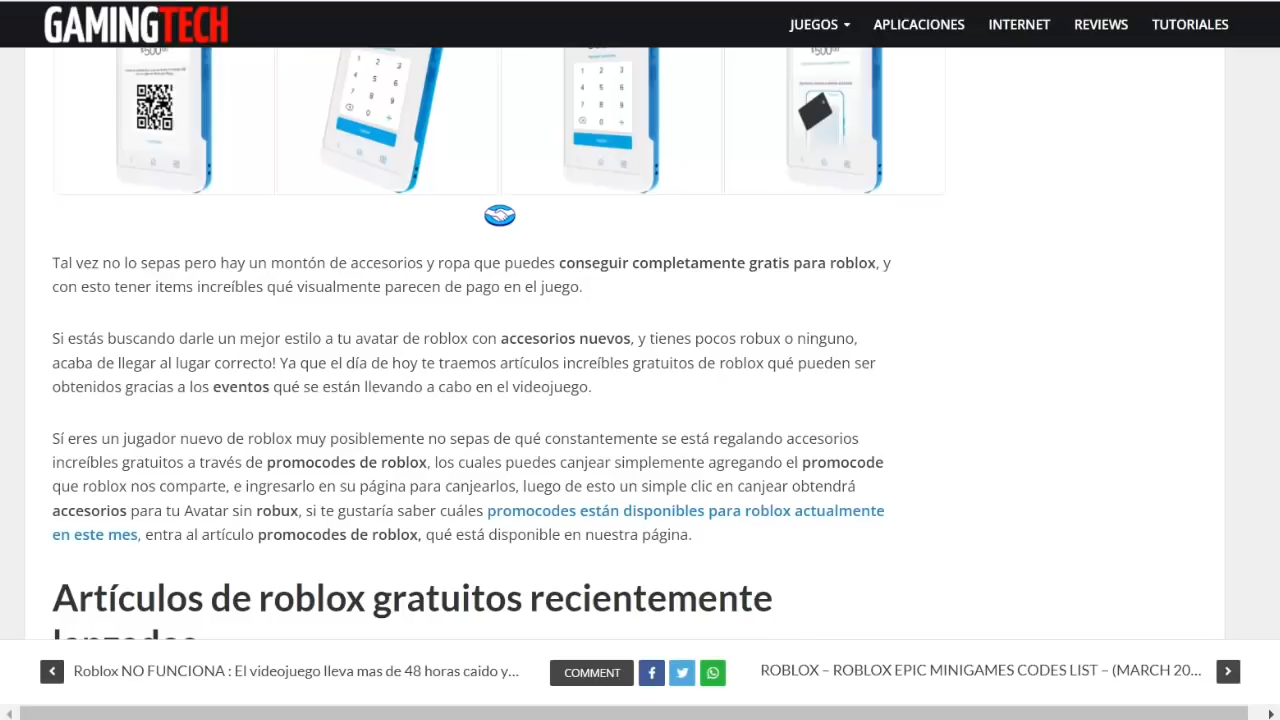 GAMINGTECH
JUEGOS APLICACIONES INTERNET REVIEWS TUTORIALES
Tal vez no lo sepas pero hay un montón de accesorios y ropa que puedes conseguir completamente gratis para roblox, y
con esto tener items increíbles qué visualmente parecen de pago en el juego.
Si estás buscando darle un mejor estilo a tu avatar de roblox con accesorios nuevos, y tienes pocos robux o ninguno,
acaba de llegar al lugar correcto! Ya que el día de hoy te traemos artículos increíbles gratuitos de roblox qué pueden ser
obtenidos gracias a los eventos qué se están llevando a cabo en el videojuego.
Sí eres un jugador nuevo de roblox muy posiblemente no sepas de qué constantemente se está regalando accesorios
increíbles gratuitos a través de promocodes de roblox, los cuales puedes canjear simplemente agregando el promocode
que roblox nos comparte, e ingresarlo en su página para canjearlos, luego de esto un simple clic en canjear obtendrá
accesorios para tu Avatar sin robux, si te gustaría saber cuáles promocodes están disponibles para roblox actualmente
en este mes, entra al artículo promocodes de roblox, qué está disponible en nuestra página.
Artículos de roblox gratuitos recientemente
lanzados
Roblox NO FUNCIONA : El videojuego lleva mas de 48 horas caido y...
COMMENT
ROBLOX – ROBLOX EPIC MINIGAMES CODES LIST – (MARCH 20...